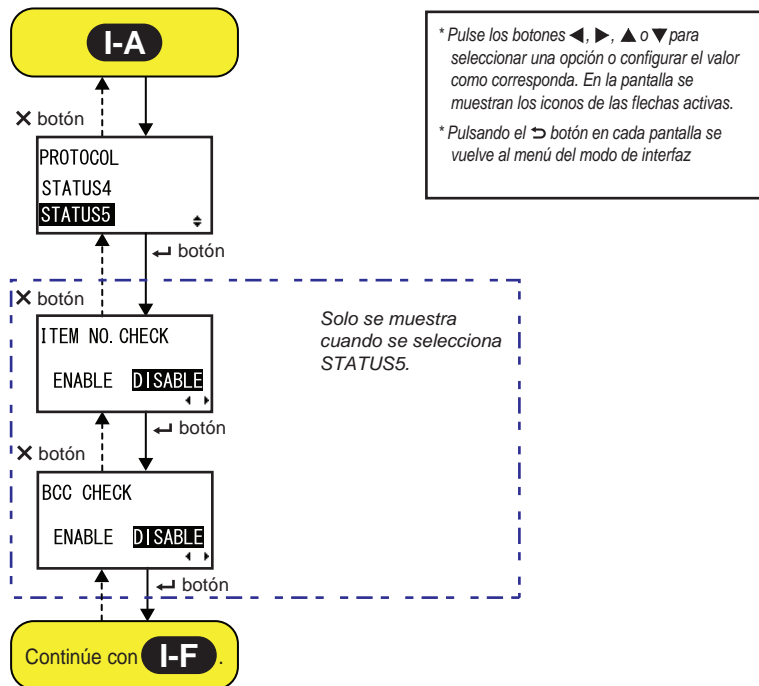 I-A
* Pulse los botones ◀, ▶, ▲ o ▼ para
seleccionar una opción o configurar el valor
como corresponda. En la pantalla se
muestran los iconos de las flechas activas.
* Pulsando el ⮌ botón en cada pantalla se
vuelve al menú del modo de interfaz
✕ botón
PROTOCOL
STATUS4
STATUS5
↵ botón
✕ botón
ITEM NO. CHECK
ENABLE DISABLE
Solo se muestra
cuando se selecciona
STATUS5.
↵ botón
✕ botón
BCC CHECK
ENABLE DISABLE
↵ botón
Continúe con I-F .